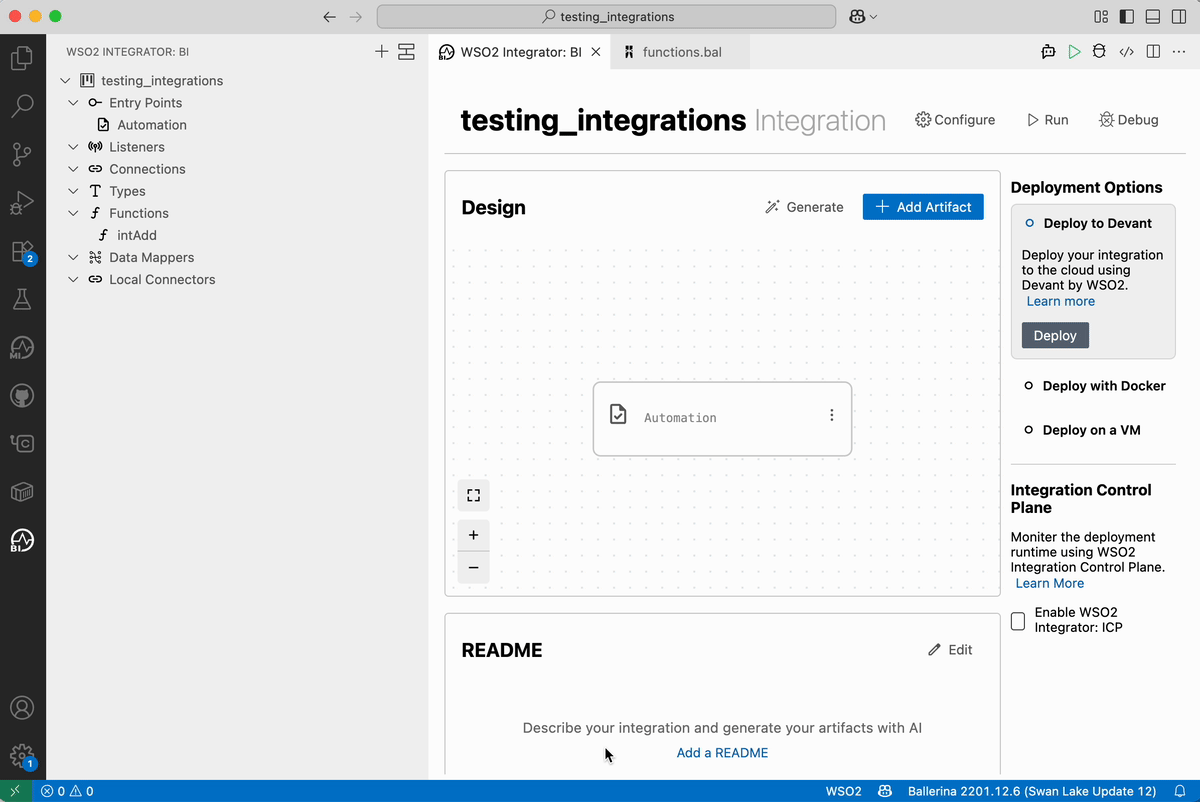 testing_integrations
WSO2 INTEGRATOR: BI
testing_integrations
Entry Points
Automation
Listeners
Connections
Types
Functions
intAdd
Data Mappers
Local Connectors
2
MI
BI
1
WSO2 Integrator: BI
functions.bal
testing_integrations Integration
Configure
Run
Debug
Design
Generate
Add Artifact
Automation
README
Edit
Describe your integration and generate your artifacts with AI
Add a README
Deployment Options
Deploy to Devant
Deploy your integration
to the cloud using
Devant by WSO2.
Learn more
Deploy
Deploy with Docker
Deploy on a VM
Integration Control
Plane
Moniter the deployment
runtime using WSO2
Integration Control Plane.
Learn More
Enable WSO2
Integrator: ICP
0 0
WSO2
Ballerina 2201.12.6 (Swan Lake Update 12)